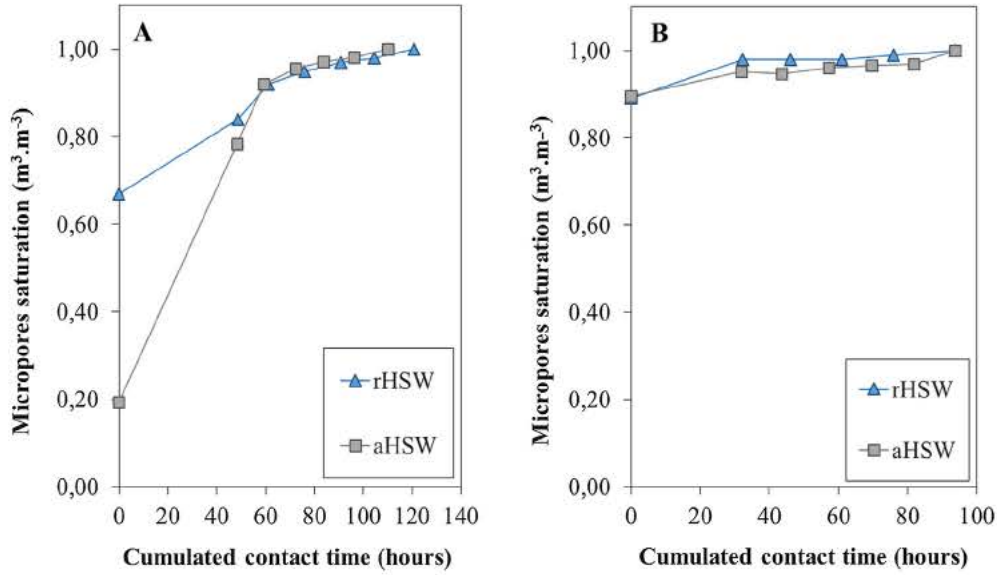 A
Micropores saturation (m³.m⁻³)
1,00
0,80
0,60
0,40
0,20
0,00
rHSW
aHSW
0 20 40 60 80 100 120 140
Cumulated contact time (hours)
B
Micropores saturation (m³.m⁻³)
1,00
0,80
0,60
0,40
0,20
0,00
rHSW
aHSW
0 20 40 60 80 100
Cumulated contact time (hours)